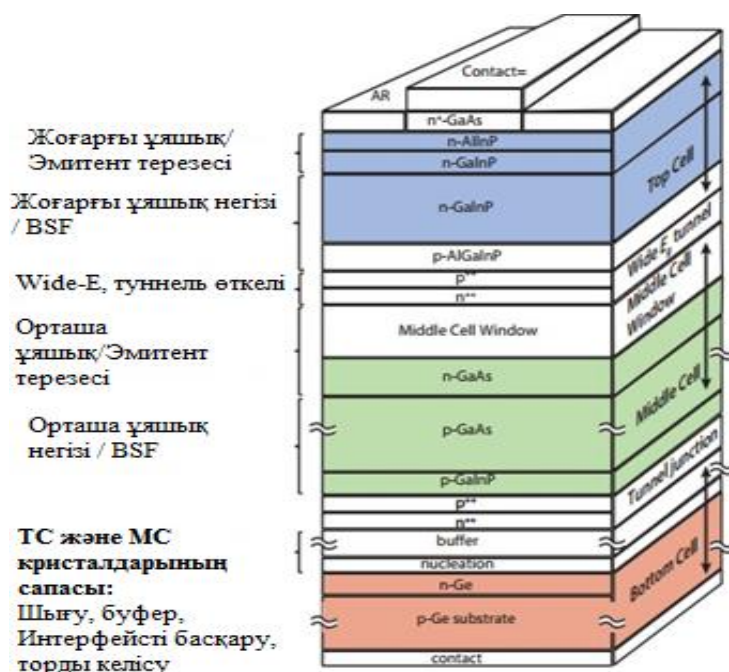 Contact=
AR
n⁺-GaAs
n-AlInP
n-GaInP
n-GaInP
p-AlGaInP
p⁺⁺
n⁺⁺
Middle Cell Window
n-GaAs
p-GaAs
p-GaInP
p⁺⁺
n⁺⁺
buffer
nucleation
n-Ge
p-Ge substrate
contact
Top Cell
Wide E₉ tunnel
Middle Cell
Window
Middle Cell
Tunnel junction
Bottom Cell
Жоғарғы ұяшық/
Эмитент терезесі
Жоғарғы ұяшық негізі
/ BSF
Wide-E, туннель өткелі
Орташа
ұяшық/Эмитент
терезесі
Орташа ұяшық
негізі / BSF
ТС және МС
кристалдарының
сапасы:
Шығу, буфер,
Интерфейсті басқару,
торды келісу